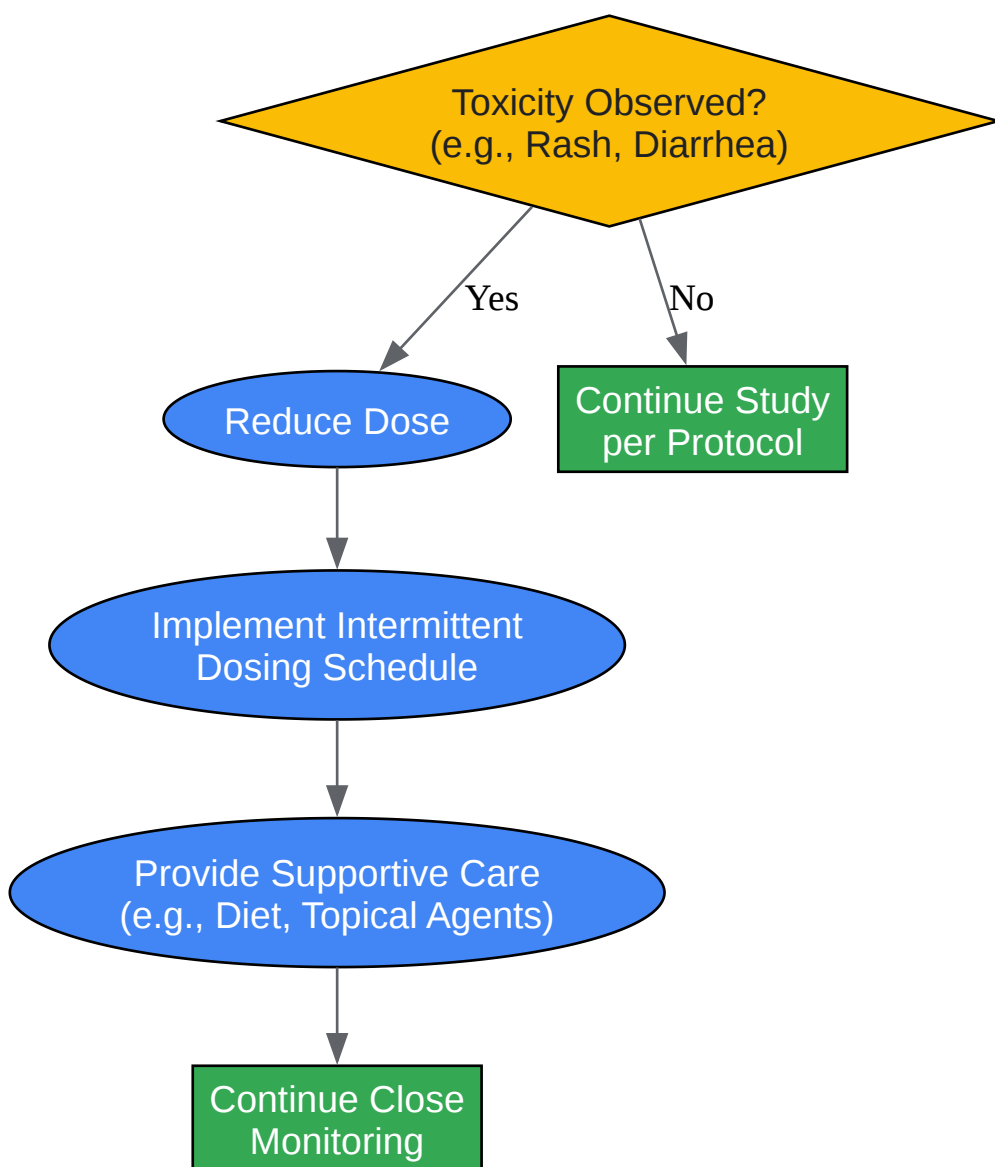 Toxicity Observed?
(e.g., Rash, Diarrhea)
Yes
No
Reduce Dose
Continue Study
per Protocol
Implement Intermittent
Dosing Schedule
Provide Supportive Care
(e.g., Diet, Topical Agents)
Continue Close
Monitoring